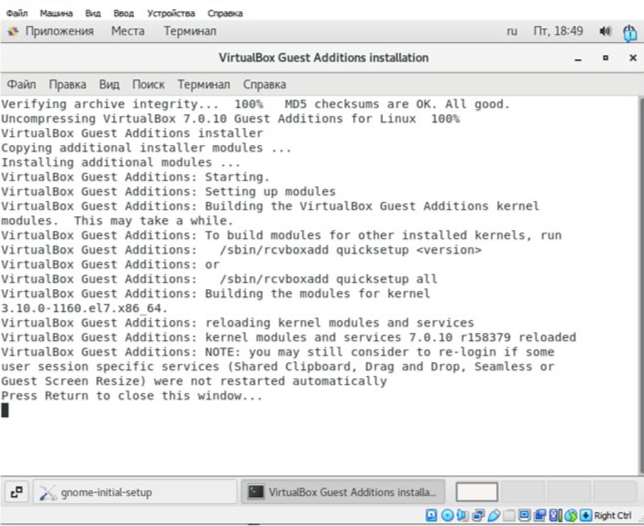 Файл Машина Вид Ввод Устройства Справка
Приложения Места Терминал ru Пт, 18:49
VirtualBox Guest Additions installation
Файл Правка Вид Поиск Терминал Справка
Verifying archive integrity... 100% MD5 checksums are OK. All good.
Uncompressing VirtualBox 7.0.10 Guest Additions for Linux 100%
VirtualBox Guest Additions installer
Copying additional installer modules ...
Installing additional modules ...
VirtualBox Guest Additions: Starting.
VirtualBox Guest Additions: Setting up modules
VirtualBox Guest Additions: Building the VirtualBox Guest Additions kernel
modules. This may take a while.
VirtualBox Guest Additions: To build modules for other installed kernels, run
VirtualBox Guest Additions: /sbin/rcvboxadd quicksetup <version>
VirtualBox Guest Additions: or
VirtualBox Guest Additions: /sbin/rcvboxadd quicksetup all
VirtualBox Guest Additions: Building the modules for kernel
3.10.0-1160.el7.x86_64.
VirtualBox Guest Additions: reloading kernel modules and services
VirtualBox Guest Additions: kernel modules and services 7.0.10 r158379 reloaded
VirtualBox Guest Additions: NOTE: you may still consider to re-login if some
user session specific services (Shared Clipboard, Drag and Drop, Seamless or
Guest Screen Resize) were not restarted automatically
Press Return to close this window...
gnome-initial-setup VirtualBox Guest Additions installa...
Right Ctrl